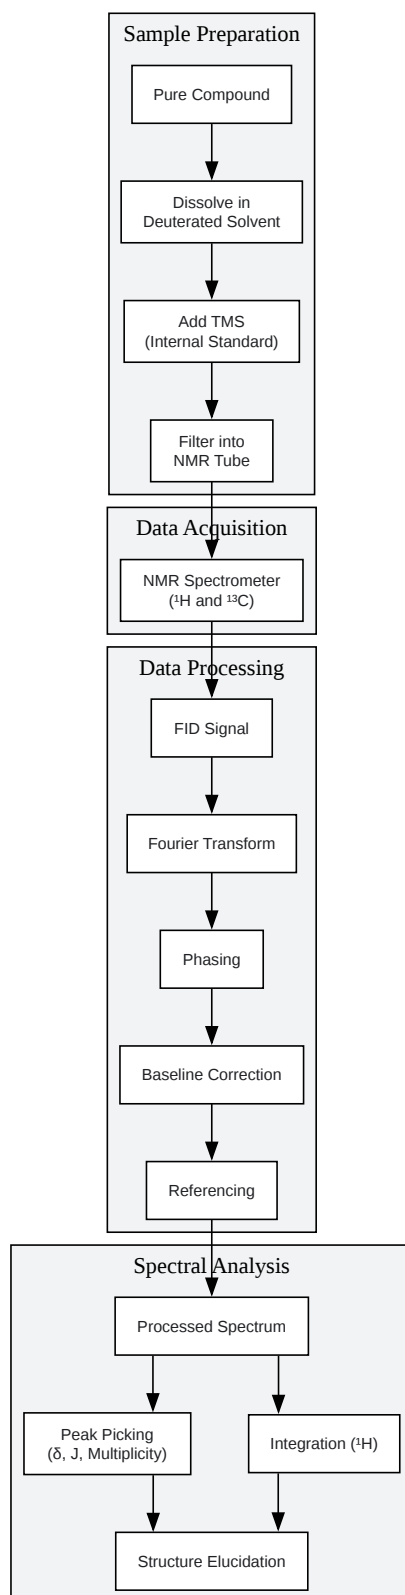 Sample Preparation
Pure Compound
Dissolve in
Deuterated Solvent
Add TMS
(Internal Standard)
Filter into
NMR Tube
Data Acquisition
NMR Spectrometer
(¹H and ¹³C)
Data Processing
FID Signal
Fourier Transform
Phasing
Baseline Correction
Referencing
Spectral Analysis
Processed Spectrum
Peak Picking
(δ, J, Multiplicity)
Integration (¹H)
Structure Elucidation